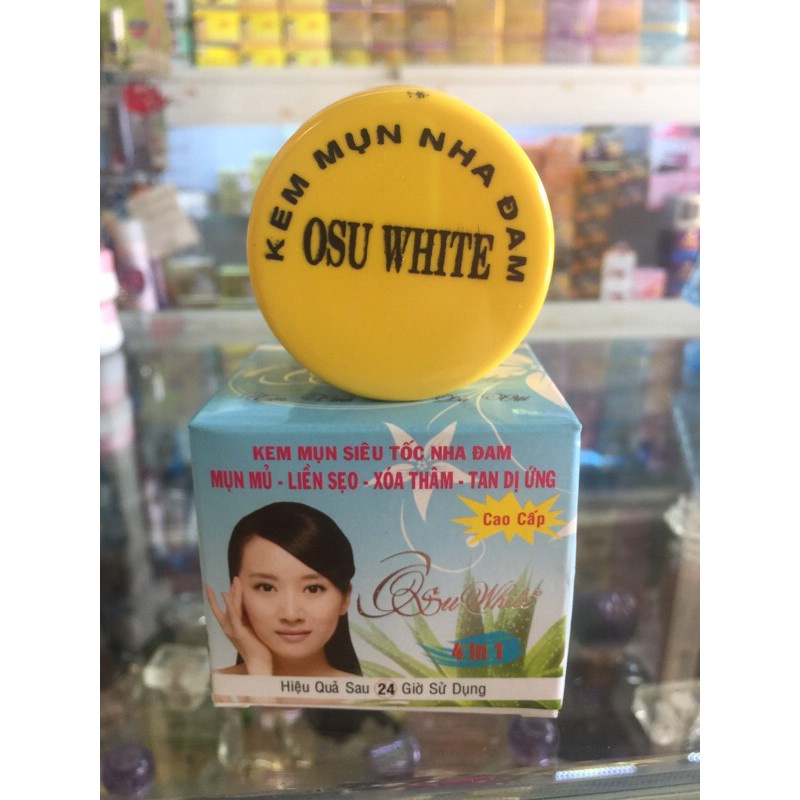 KEM MỤN NHA ĐAM
OSU WHITE
KEM MỤN SIÊU TỐC NHA ĐAM
MỤN MỦ - LIỀN SẸO - XÓA THÂM - TAN DỊ ỨNG
Cao Cấp
OSu White
4 in 1
Hiệu Quả Sau 24 Giờ Sử Dụng